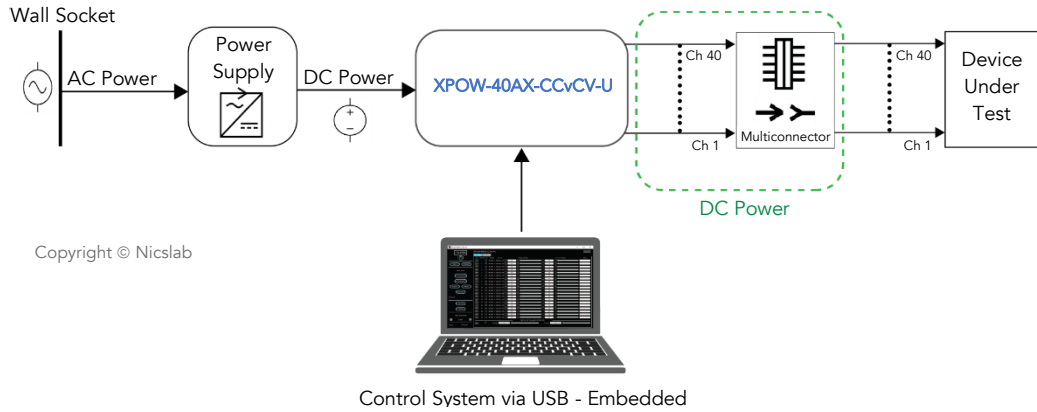 Wall Socket
AC Power
Power
Supply
DC Power
XPOW-40AX-CCvCV-U
Ch 40
Ch 1
Multiconnector
Ch 40
Ch 1
Device
Under
Test
DC Power
Copyright © Nicslab
Control System via USB - Embedded